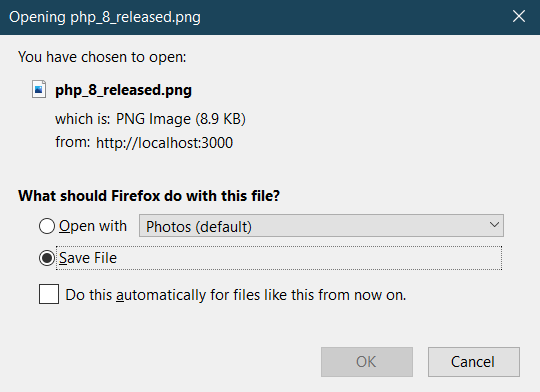 Opening php_8_released.png
You have chosen to open:
php_8_released.png
which is: PNG Image (8.9 KB)
from: http://localhost:3000
What should Firefox do with this file?
Open with Photos (default)
Save File
Do this automatically for files like this from now on.
OK Cancel